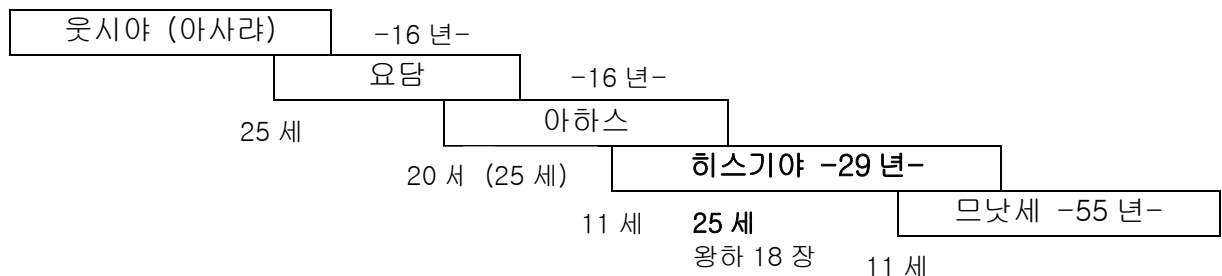 웃시야 (아사랴)
-16 년-
요담
-16 년-
25 세
아하스
20 세 (25 세)
히스기야 -29 년-
11 세
25 세
왕하 18 장
므낫세 -55 년-
11 세